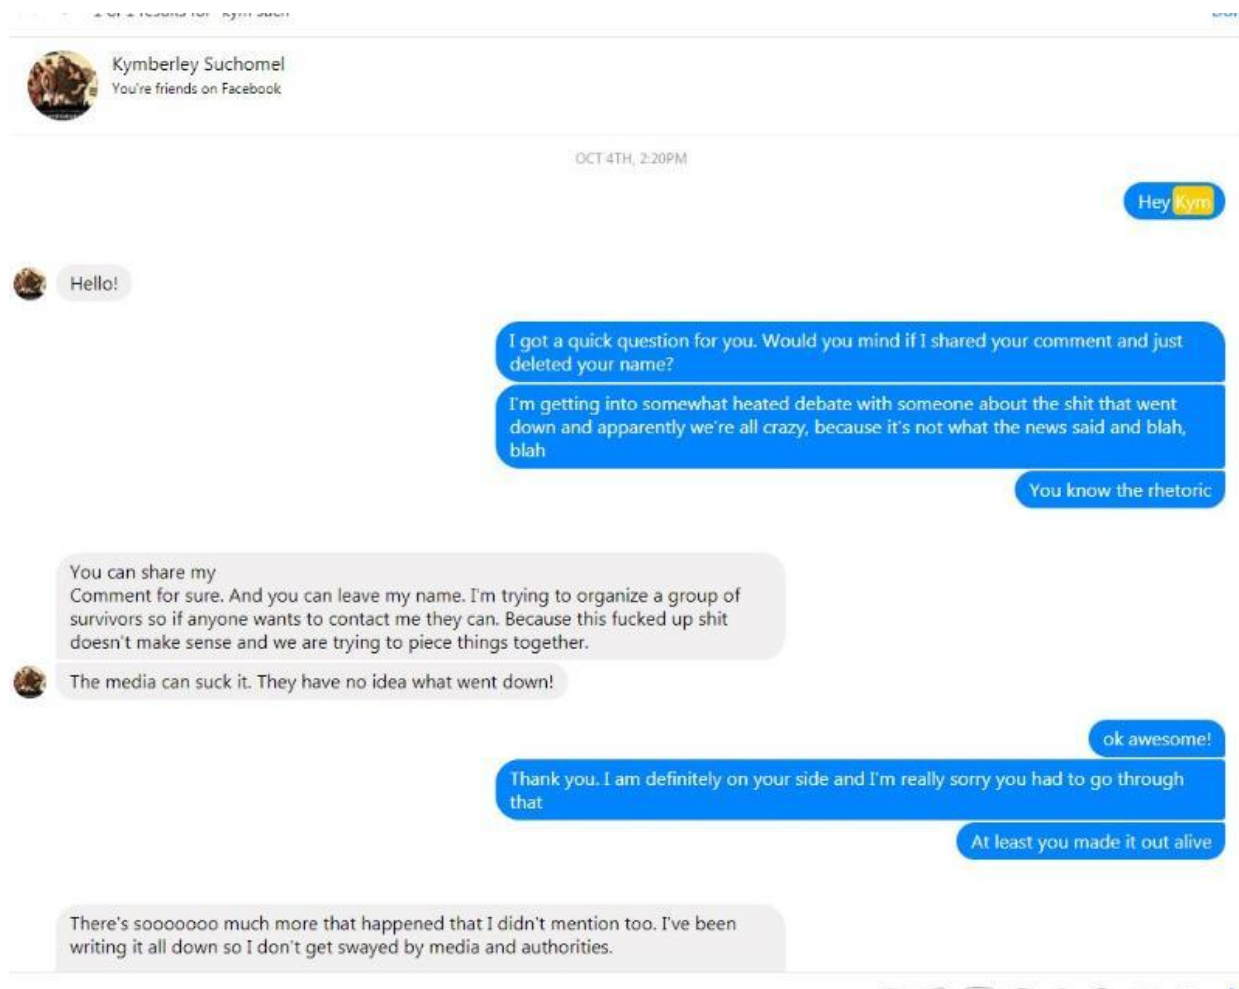 1 of 1 results for "kym such"
Kymberley Suchomel
You're friends on Facebook
OCT 4TH, 2:20PM
Hey Kym
Hello!
I got a quick question for you. Would you mind if I shared your comment and just
deleted your name?
I'm getting into somewhat heated debate with someone about the shit that went
down and apparently we're all crazy, because it's not what the news said and blah,
blah
You know the rhetoric
You can share my
Comment for sure. And you can leave my name. I'm trying to organize a group of
survivors so if anyone wants to contact me they can. Because this fucked up shit
doesn't make sense and we are trying to piece things together.
The media can suck it. They have no idea what went down!
ok awesome!
Thank you. I am definitely on your side and I'm really sorry you had to go through
that
At least you made it out alive
There's sooooooo much more that happened that I didn't mention too. I've been
writing it all down so I don't get swayed by media and authorities.